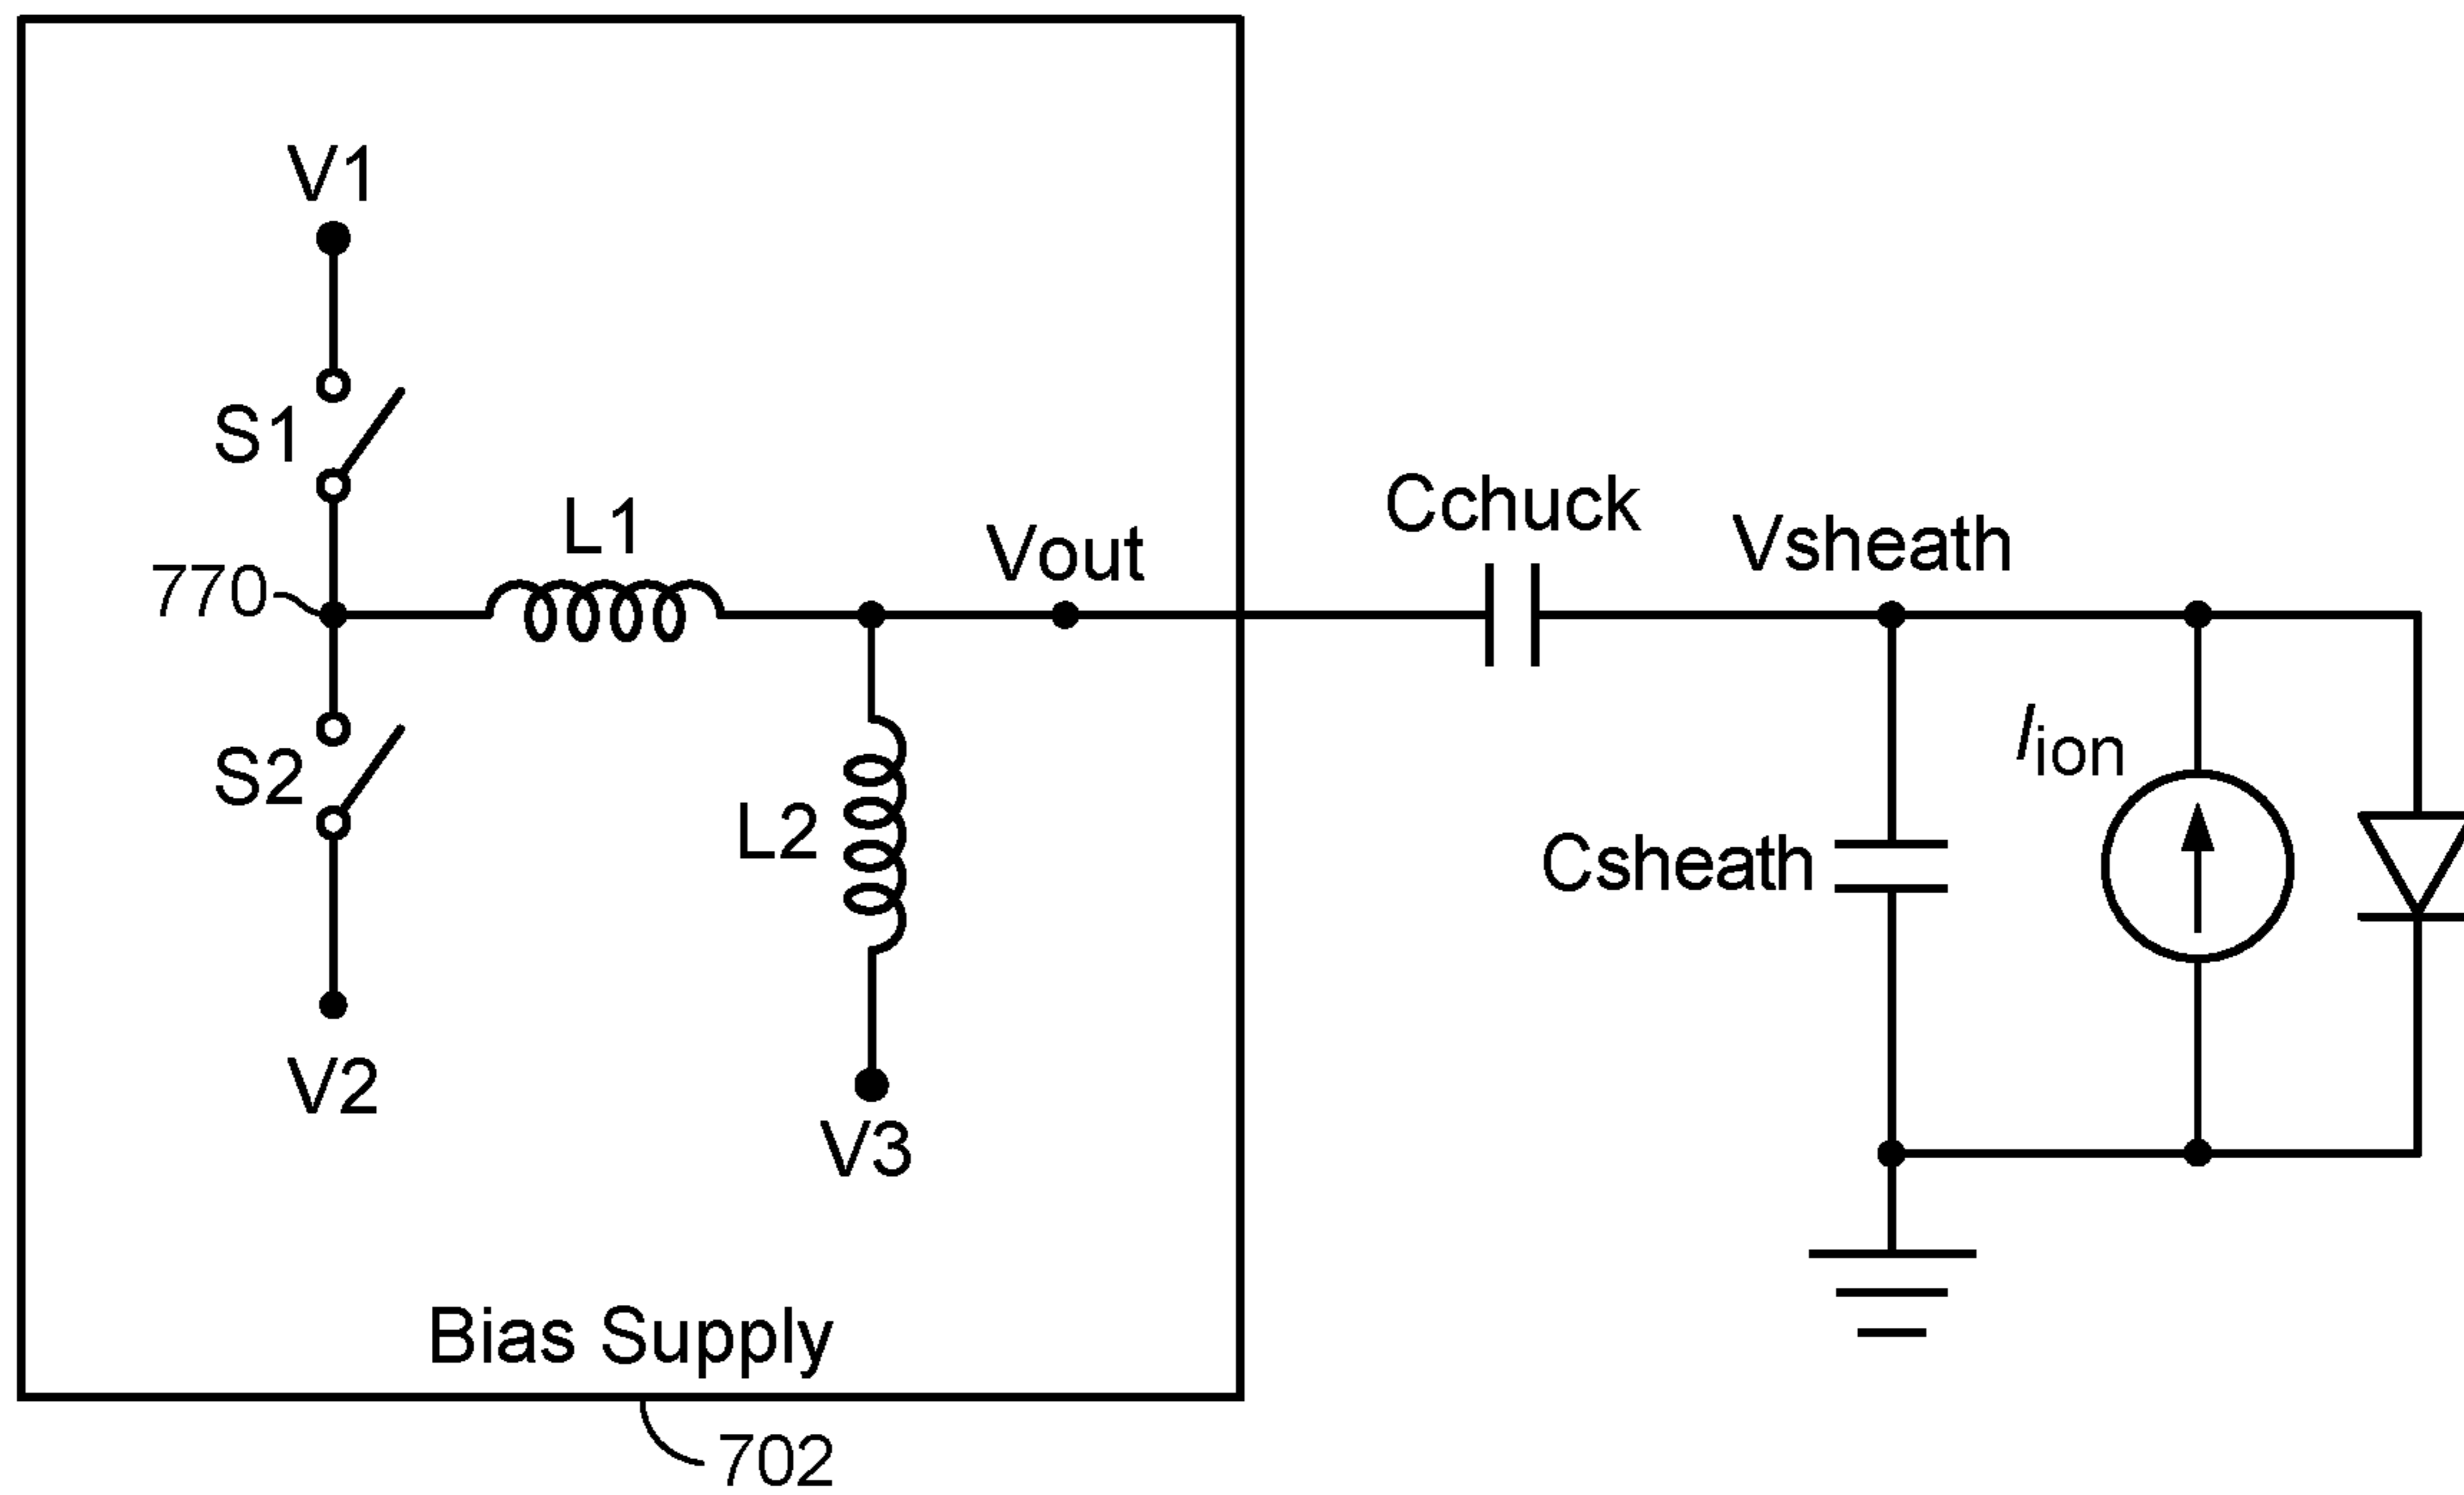 V1
S1
770
L1
Vout
Cchuck
Vsheath
S2
L2
Iion
Csheath
V2
V3
Bias Supply
702